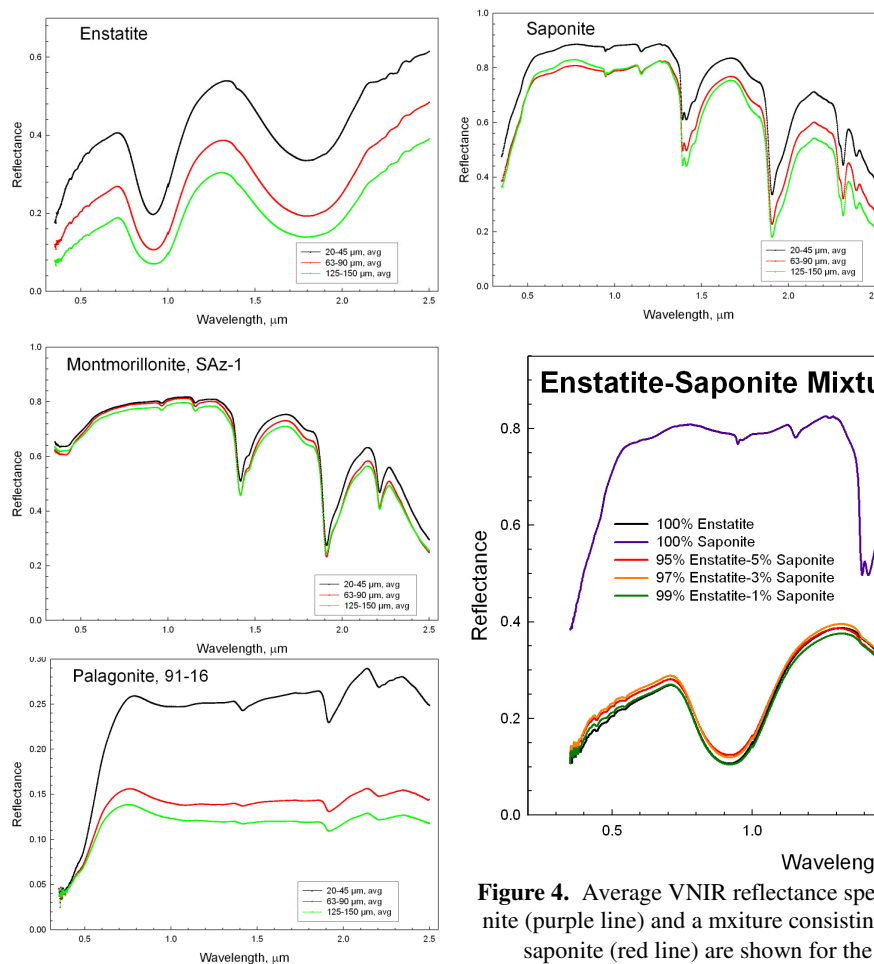 Enstatite
Reflectance
0.6
0.4
0.2
0.0
20-45 µm, avg
63-90 µm, avg
125-150 µm, avg
0.5
1.0
1.5
2.0
2.5
Wavelength, µm
Saponite
Reflectance
1.0
0.8
0.6
0.4
0.2
0.0
20-45 µm, avg
63-90 µm, avg
125-150 µm, avg
0.5
1.0
1.5
2.0
2.5
Wavelength, µm
Montmorillonite, SAz-1
Reflectance
1.0
0.8
0.6
0.4
0.2
0.0
20-45 µm, avg
63-90 µm, avg
125-150 µm, avg
0.5
1.0
1.5
2.0
2.5
Wavelength, µm
Palagonite, 91-16
Reflectance
0.30
0.25
0.20
0.15
0.10
0.05
0.00
20-45 µm, avg
63-90 µm, avg
125-150 µm, avg
0.5
1.0
1.5
2.0
2.5
Wavelength, µm
Enstatite-Saponite Mixtu
Reflectance
0.8
0.6
0.4
0.2
0.0
100% Enstatite
100% Saponite
95% Enstatite-5% Saponite
97% Enstatite-3% Saponite
99% Enstatite-1% Saponite
0.5
1.0
Waveleng
Figure 4. Average VNIR reflectance spe
nite (purple line) and a mxiture consistin
saponite (red line) are shown for the